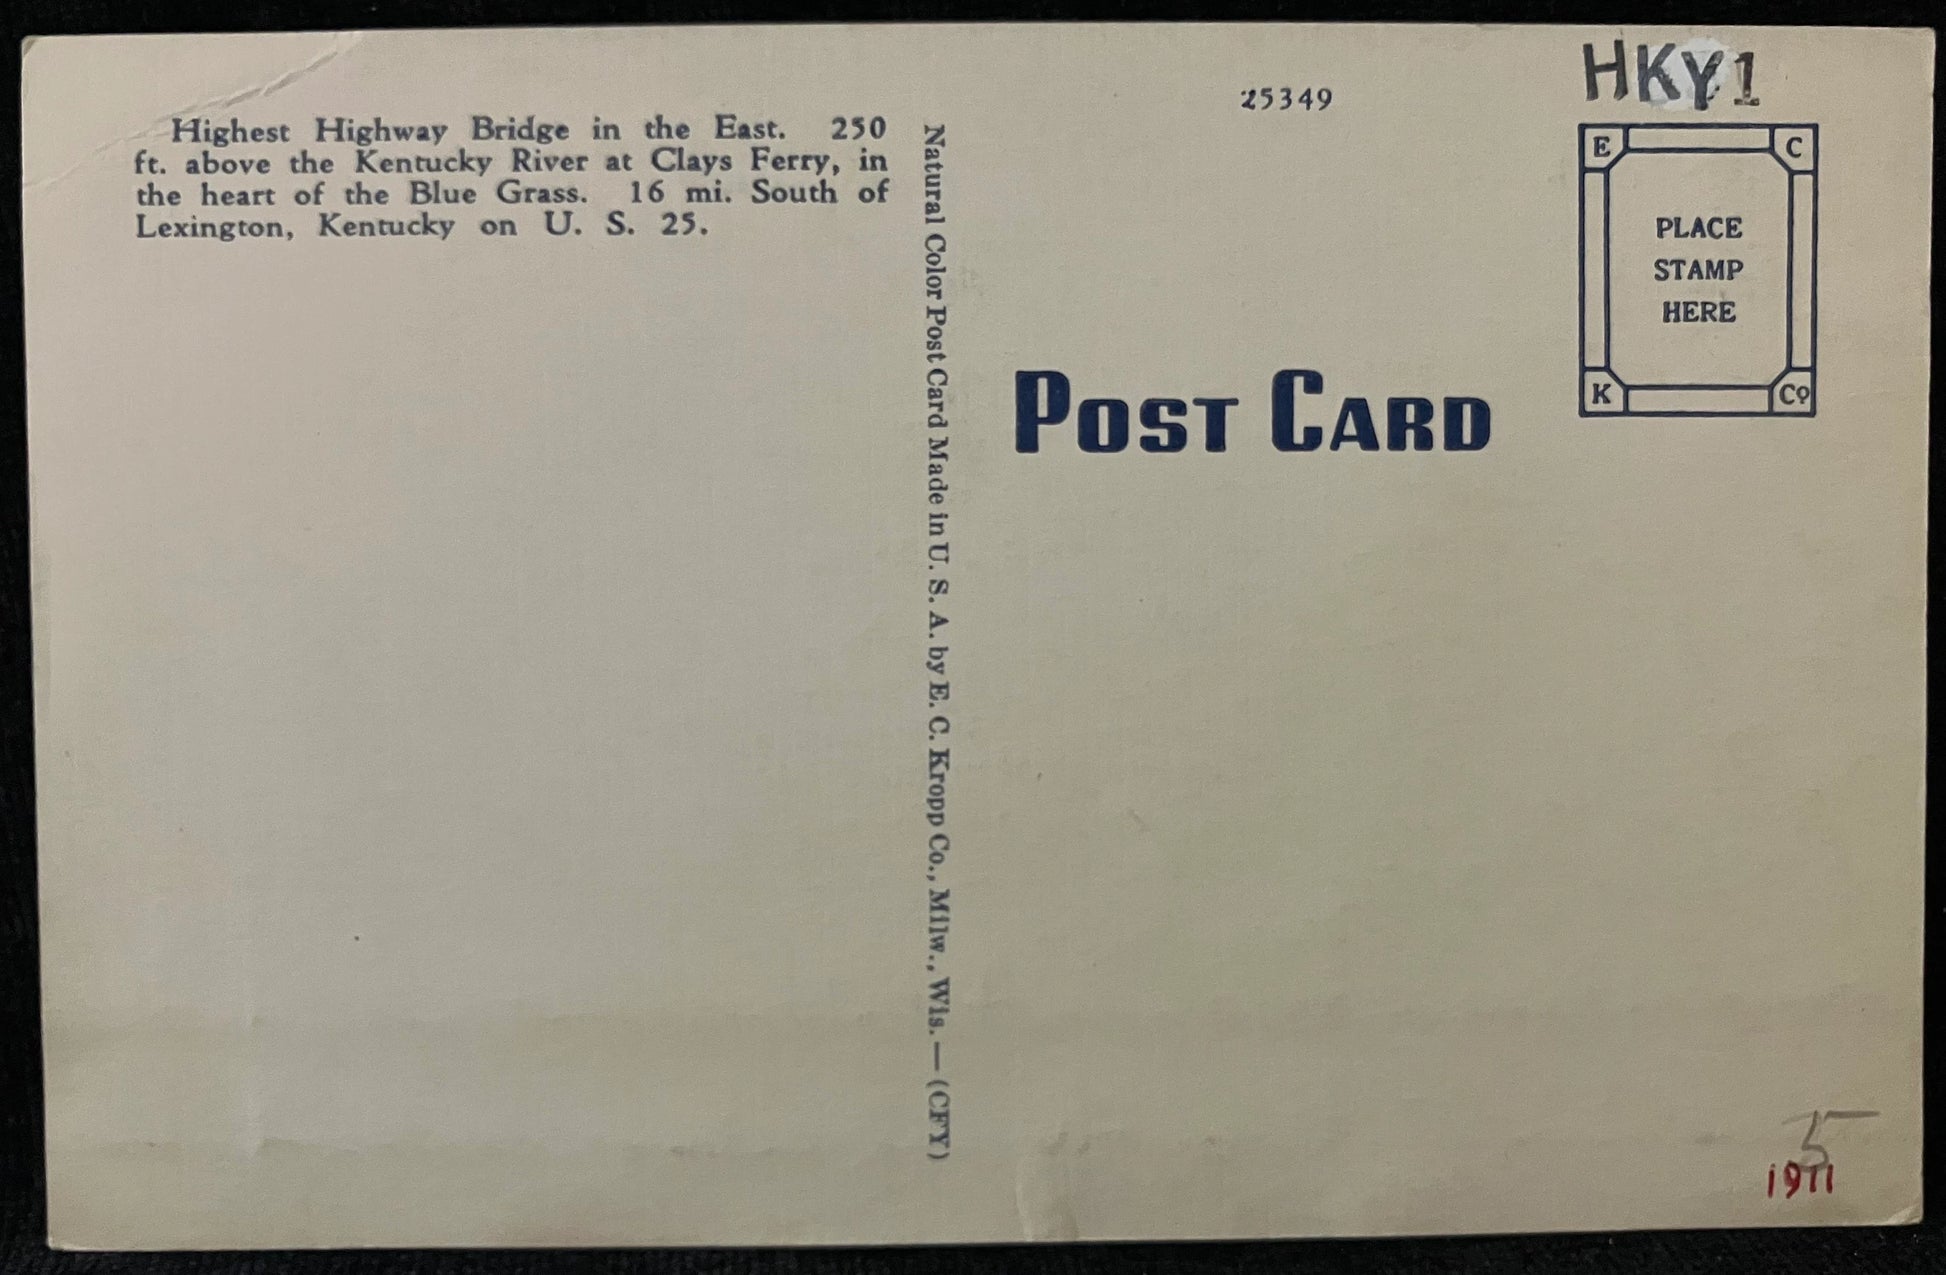 HKY1
25349
Highest Highway Bridge in the East. 250
ft. above the Kentucky River at Clays Ferry, in
the heart of the Blue Grass. 16 mi. South of
Lexington, Kentucky on U. S. 25.
Natural Color Post Card Made in U. S. A. by E. C. Kropp Co., Milw., Wis. — (CFY)
E C
PLACE
STAMP
HERE
K Co
POST CARD
5
1911